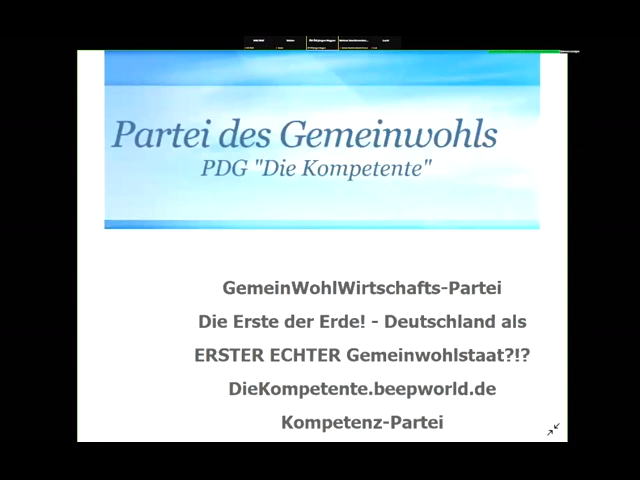 Partei des Gemeinwohls
PDG "Die Kompetente"
GemeinWohlWirtschafts-Partei
Die Erste der Erde! - Deutschland als
ERSTER ECHTER Gemeinwohlstaat?!?
DieKompetente.beepworld.de
Kompetenz-Partei